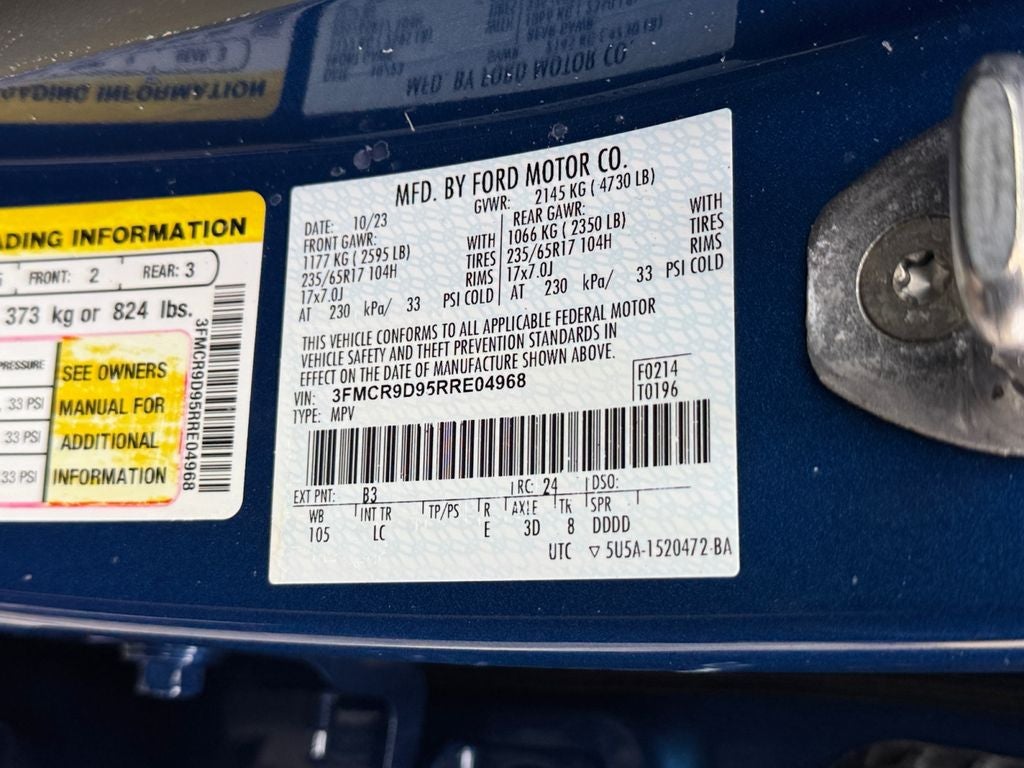 ADING INFORMATION
FRONT: 2 REAR: 3
373 kg or 824 lbs.
PRESSURE
33 PSI
33 PSI
33 PSI
SEE OWNERS
MANUAL FOR
ADDITIONAL
INFORMATION
3FMCR9D95RRE04968
MFD. BY FORD MOTOR CO.
DATE: 10/23 GVWR: 2145 KG ( 4730 LB)
FRONT GAWR: REAR GAWR:
1177 KG ( 2595 LB) WITH 1066 KG ( 2350 LB) WITH
235/65R17 104H TIRES 235/65R17 104H TIRES
17x7.0J RIMS 17x7.0J RIMS
AT 230 kPa/ 33 PSI COLD AT 230 kPa/ 33 PSI COLD
THIS VEHICLE CONFORMS TO ALL APPLICABLE FEDERAL MOTOR
VEHICLE SAFETY AND THEFT PREVENTION STANDARDS IN
EFFECT ON THE DATE OF MANUFACTURE SHOWN ABOVE.
VIN: 3FMCR9D95RRE04968 F0214
TYPE: MPV T0196
EXT PNT: B3 RC: 24 DSO:
WB INT TR TP/PS R AXLE TR SPR
105 LC E 3D 8 DDDD
UTC ▽ 5U5A-1520472-BA